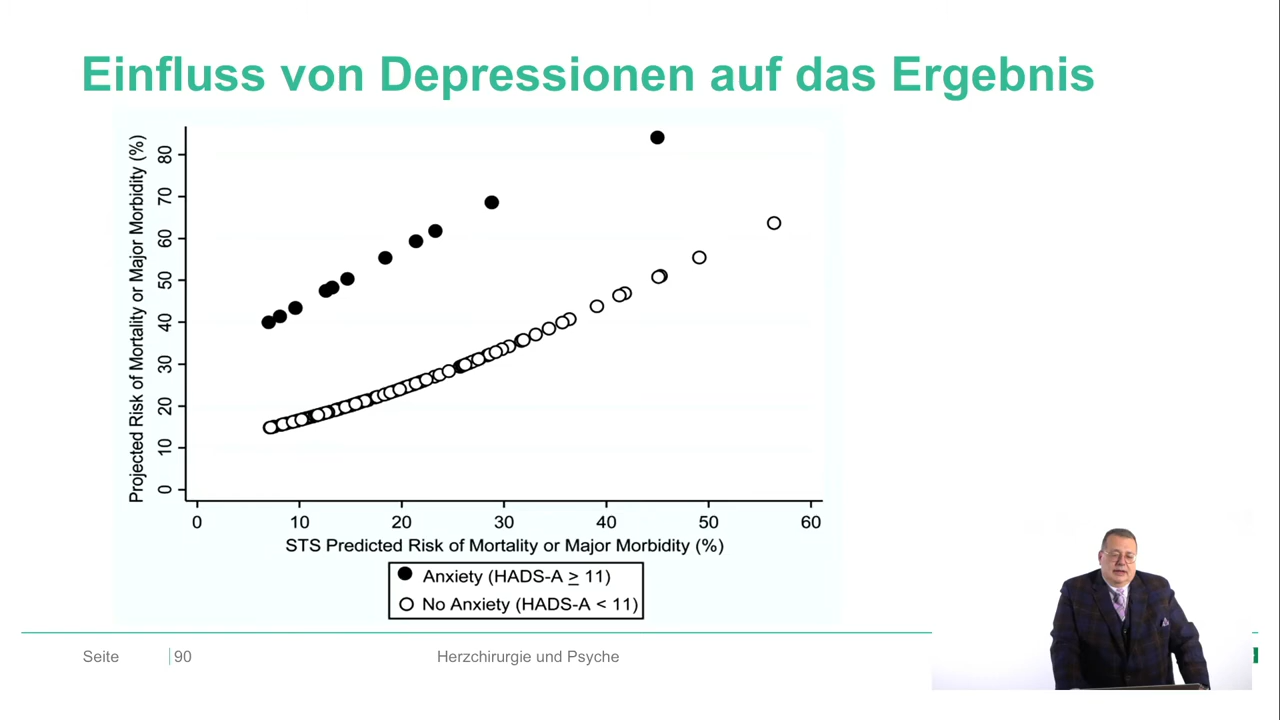 Einfluss von Depressionen auf das Ergebnis
Projected Risk of Mortality or Major Morbidity (%)
80
70
60
50
40
30
20
10
0
0 10 20 30 40 50 60
STS Predicted Risk of Mortality or Major Morbidity (%)
Anxiety (HADS-A ≥ 11)
No Anxiety (HADS-A < 11)
Seite 90 Herzchirurgie und Psyche